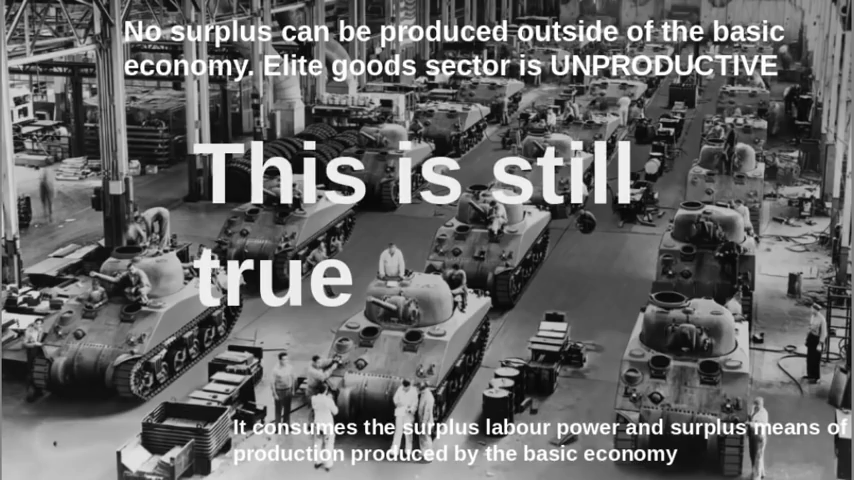 No surplus can be produced outside of the basic
economy. Elite goods sector is UNPRODUCTIVE
This is still
true
It consumes the surplus labour power and surplus means of
production produced by the basic economy